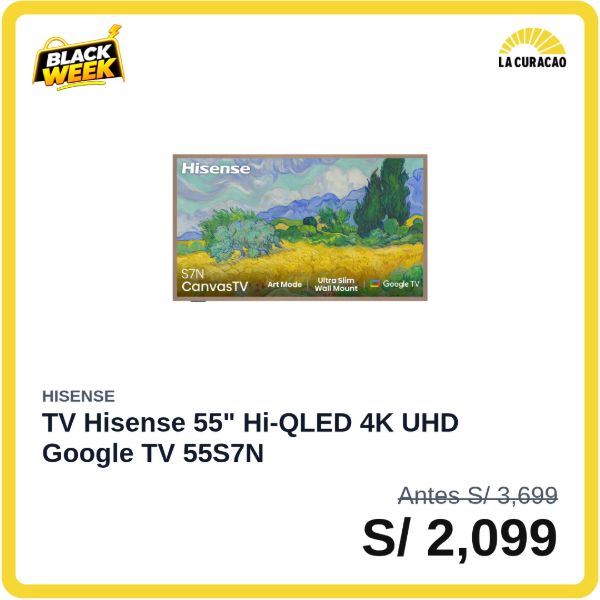 BLACK
WEEK
LA CURACAO
Hisense
S7N
CanvasTV
Art Mode
Ultra Slim
Wall Mount
Google TV
HISENSE
TV Hisense 55" Hi-QLED 4K UHD
Google TV 55S7N
Antes S/ 3,699
S/ 2,099